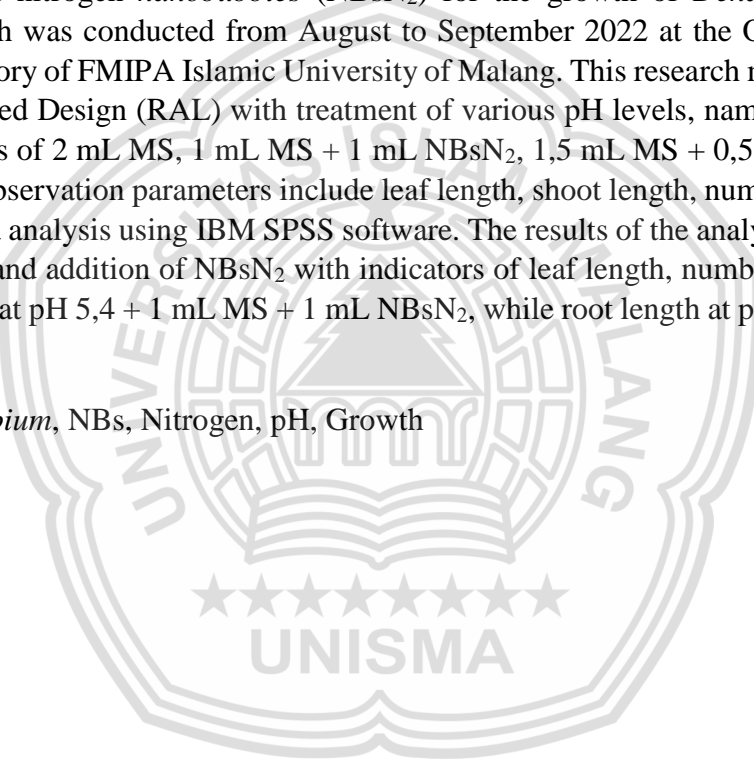 nitrogen nanobubbles (NBsN2) for the growth of
h was conducted from August to September 2022 at the
ory of FMIPA Islamic University of Malang. This research
ed Design (RAL) with treatment of various pH levels, nam
s of 2 mL MS, 1 mL MS + 1 mL NBsN2, 1,5 mL MS + 0,5
bservation parameters include leaf length, shoot length, num
analysis using IBM SPSS software. The results of the analy
and addition of NBsN2 with indicators of leaf length, numb
at pH 5,4 + 1 mL MS + 1 mL NBsN2, while root length at p
bium, NBs, Nitrogen, pH, Growth
UNIVERSITAS ISLAM MALANG
UNISMA